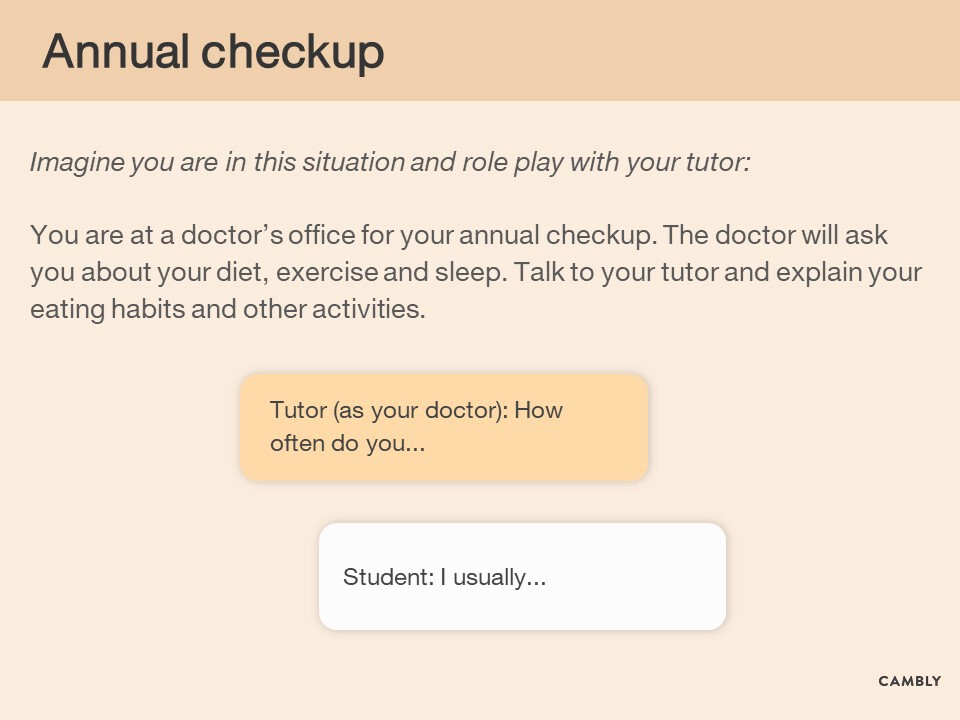 Annual checkup
Imagine you are in this situation and role play with your tutor:
You are at a doctor’s office for your annual checkup. The doctor will ask
you about your diet, exercise and sleep. Talk to your tutor and explain your
eating habits and other activities.
Tutor (as your doctor): How
often do you...
Student: I usually...
CAMBLY